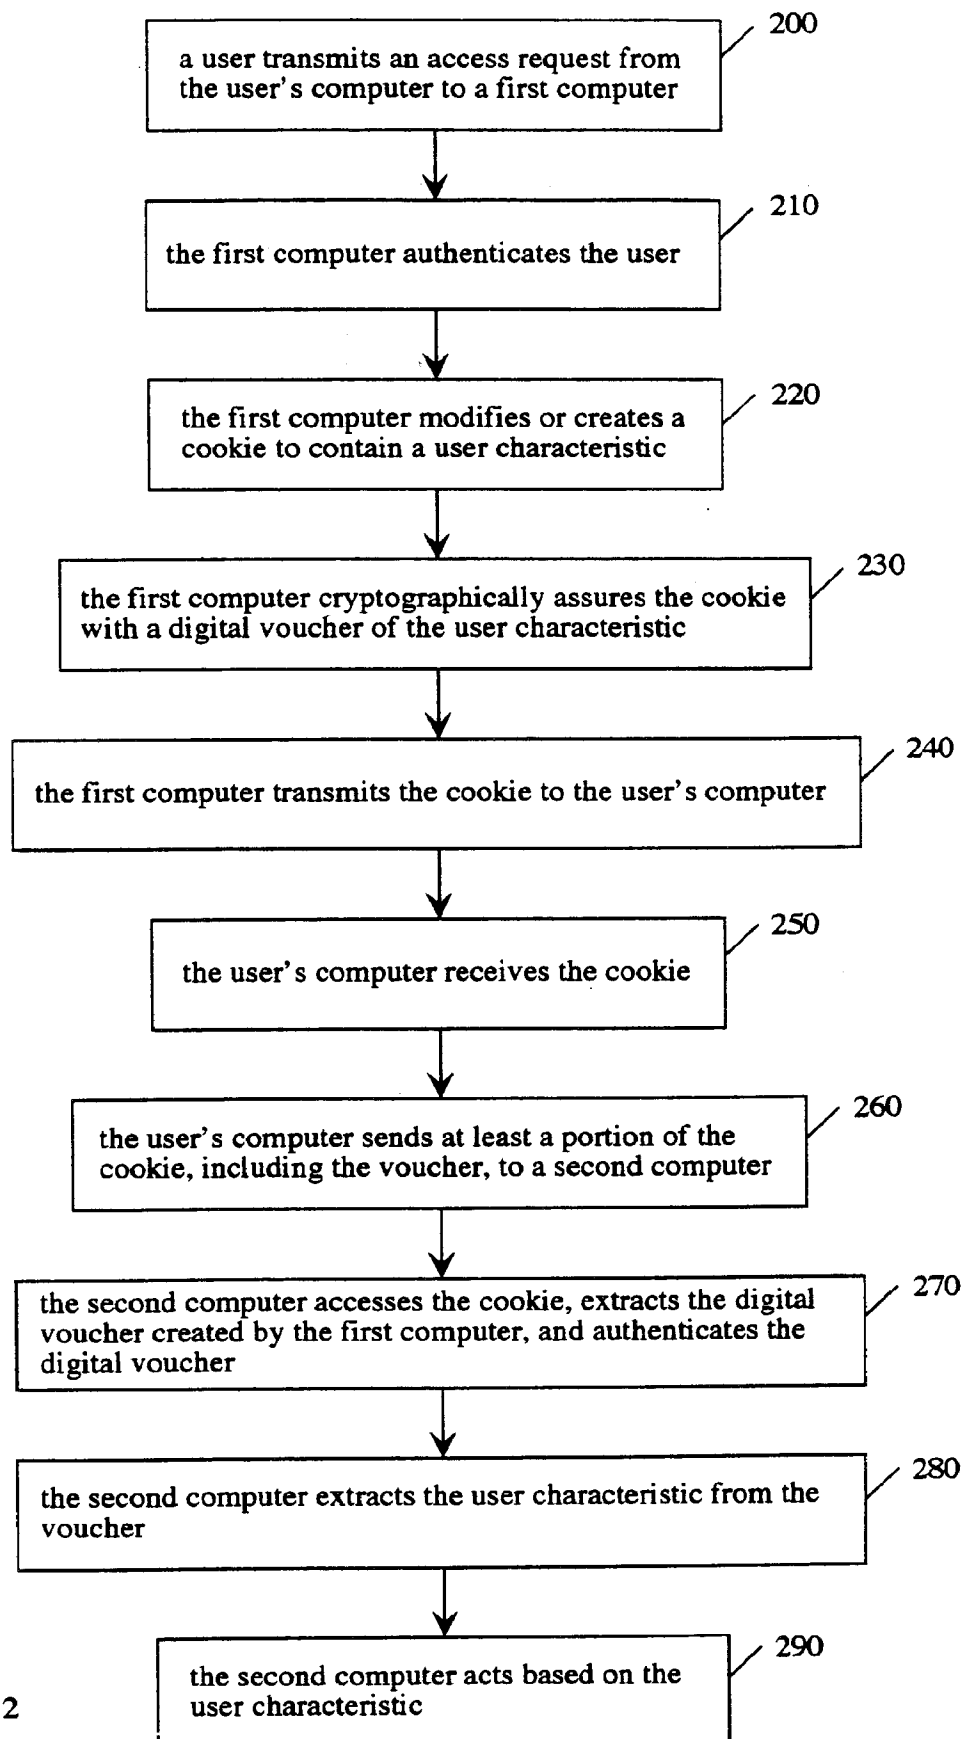 200
a user transmits an access request from
the user's computer to a first computer
210
the first computer authenticates the user
220
the first computer modifies or creates a
cookie to contain a user characteristic
230
the first computer cryptographically assures the cookie
with a digital voucher of the user characteristic
240
the first computer transmits the cookie to the user's computer
250
the user's computer receives the cookie
260
the user's computer sends at least a portion of the
cookie, including the voucher, to a second computer
270
the second computer accesses the cookie, extracts the digital
voucher created by the first computer, and authenticates the
digital voucher
280
the second computer extracts the user characteristic from the
voucher
290
the second computer acts based on the
user characteristic
2